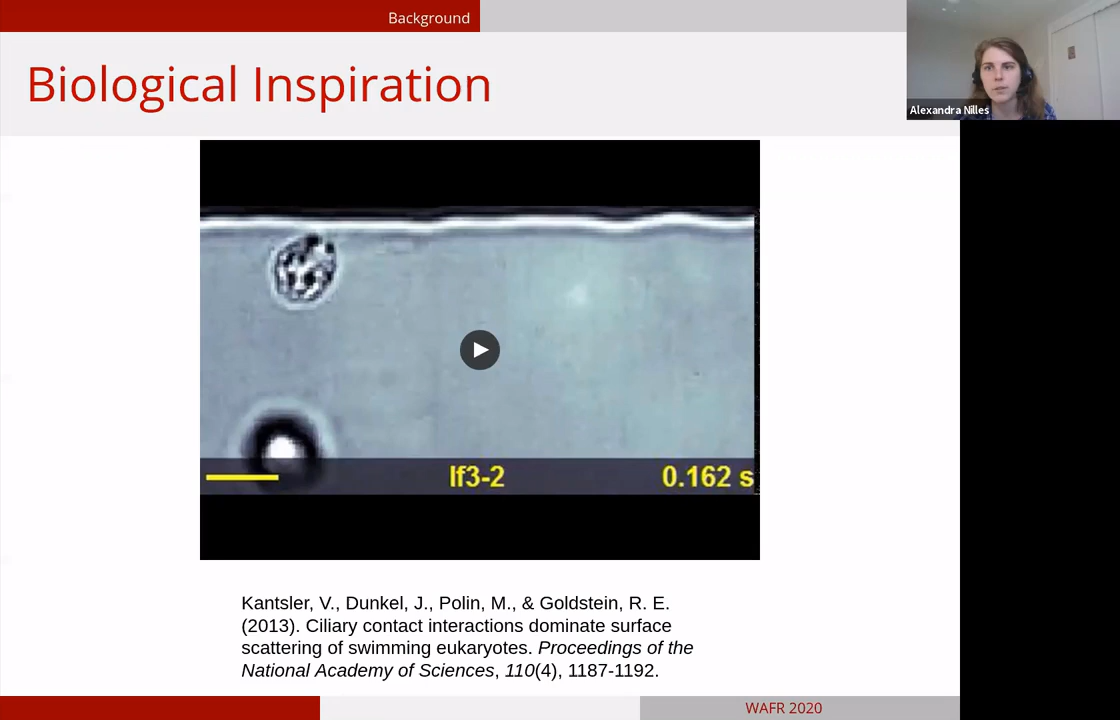 Background
Biological Inspiration
Alexandra Nilles
lf3-2
0.162 s
Kantsler, V., Dunkel, J., Polin, M., & Goldstein, R. E.
(2013). Ciliary contact interactions dominate surface
scattering of swimming eukaryotes. Proceedings of the
National Academy of Sciences, 110(4), 1187-1192.
WAFR 2020